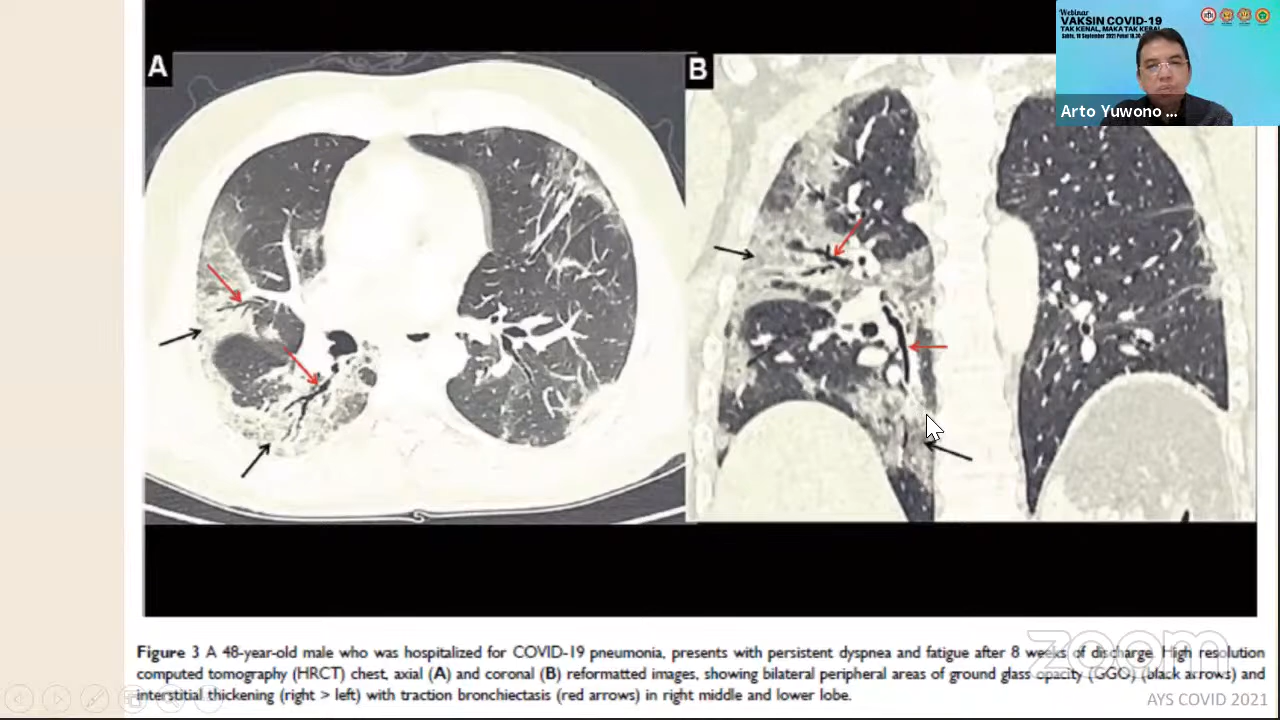 Webinar
VAKSIN COVID-19
TAK KENAL, MAKA TAK KEBAL
Arto Yuwono ...
A
B
Figure 3 A 48-year-old male who was hospitalized for COVID-19 pneumonia, presents with persistent dyspnea and fatigue after 8 weeks of discharge. High resolution
computed tomography (HRCT) chest, axial (A) and coronal (B) reformatted images, showing bilateral peripheral areas of ground glass opacity (GGO) (black arrows) and
interstitial thickening (right > left) with traction bronchiectasis (red arrows) in right middle and lower lobe.
zoom
AYS COVID 2021